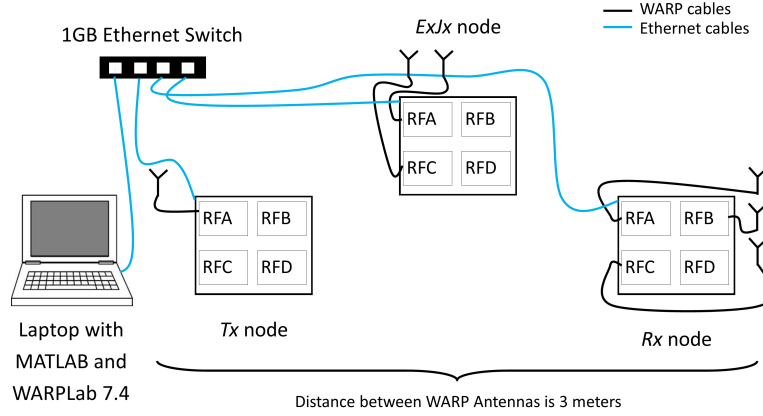 WARP cables
Ethernet cables
1GB Ethernet Switch
ExJx node
RFA RFB
RFC RFD
RFA RFB
RFC RFD
RFA RFB
RFC RFD
Laptop with
MATLAB and
WARPLab 7.4
Tx node
Rx node
Distance between WARP Antennas is 3 meters